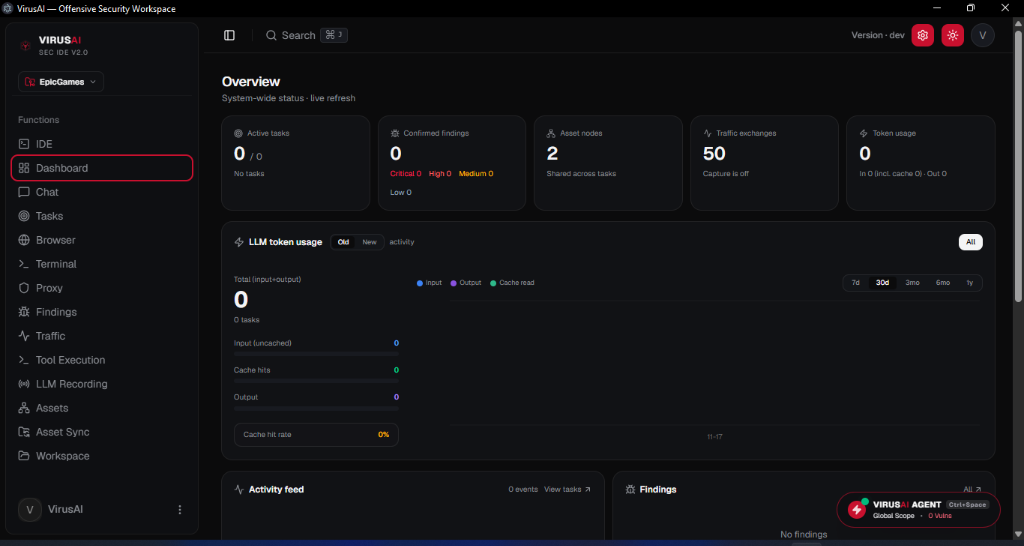 VirusAI — Offensive Security Workspace
VIRUSAI
SEC IDE V2.0
EpicGames
Functions
IDE
Dashboard
Chat
Tasks
Browser
Terminal
Proxy
Findings
Traffic
Tool Execution
LLM Recording
Assets
Asset Sync
Workspace
V VirusAI
Search ⌘ J
Version · dev
V
Overview
System-wide status · live refresh
Active tasks
0 / 0
No tasks
Confirmed findings
0
Critical 0 High 0 Medium 0
Low 0
Asset nodes
2
Shared across tasks
Traffic exchanges
50
Capture is off
Token usage
0
In 0 (incl. cache 0) · Out 0
LLM token usage Old New activity
All
Total (input+output)
0
0 tasks
Input (uncached) 0
Cache hits 0
Output 0
Cache hit rate 0%
Input Output Cache read
7d 30d 3mo 6mo 1y
11-17
Activity feed
0 events View tasks ↗
Findings
All ↗
No findings
VIRUSAI AGENT Ctrl+Space
Global Scope • 0 Vulns